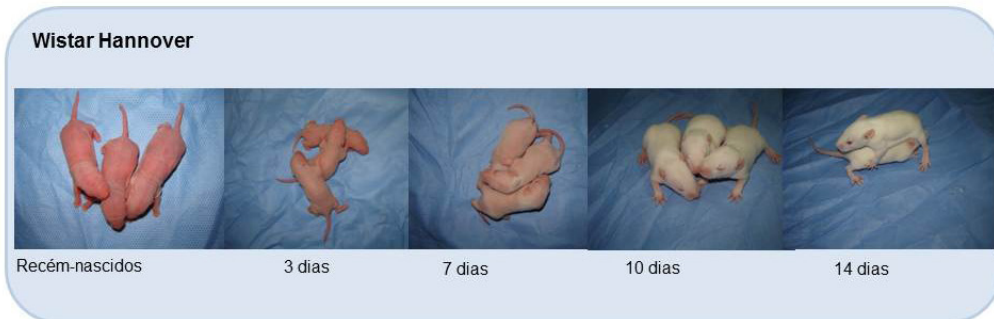 Wistar Hannover
Recém-nascidos
3 dias
7 dias
10 dias
14 dias